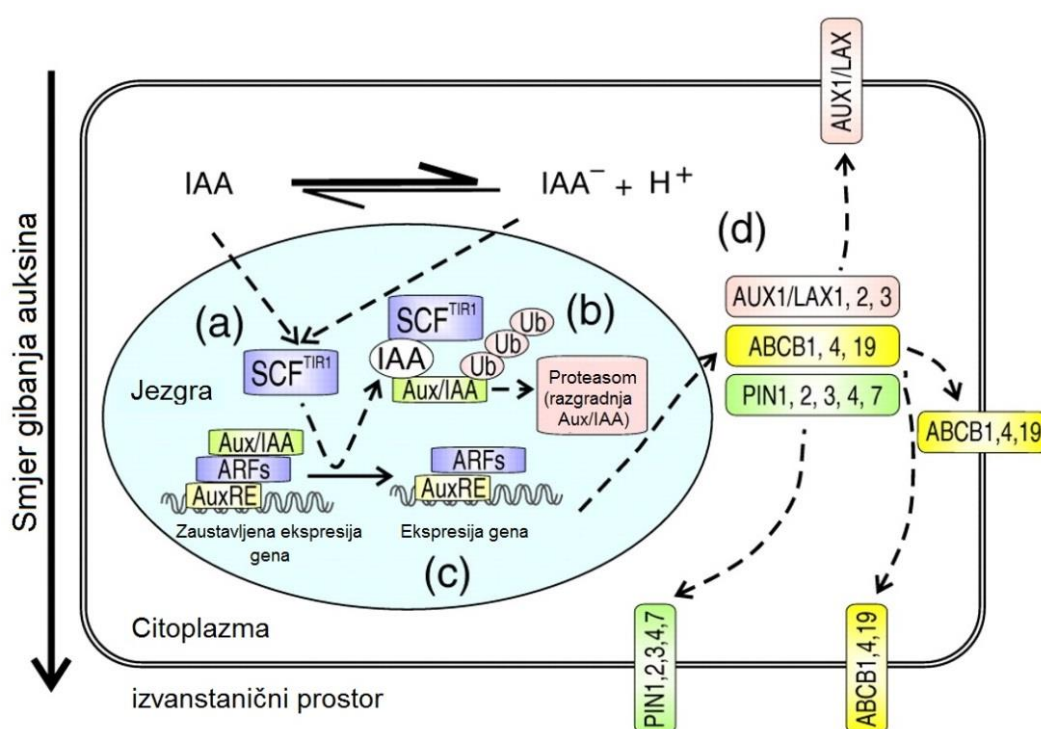 Smjer gibanja auksina
AUX1/LAX
IAA
IAA⁻ + H⁺
(d)
(a)
SCF^TIR1
(b)
SCF^TIR1
IAA
Aux/IAA
Ub
Ub
Ub
Proteasom
(razgradnja
Aux/IAA)
Jezgra
Aux/IAA
ARFs
AuxRE
Zaustavljena ekspresija
gena
ARFs
AuxRE
Ekspresija gena
(c)
AUX1/LAX1, 2, 3
ABCB1, 4, 19
PIN1, 2, 3, 4, 7
ABCB1,4,19
Citoplazma
PIN1,2,3,4,7
ABCB1,4,19
izvanstanični prostor